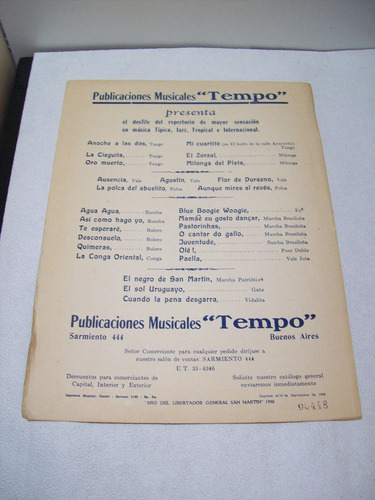 Publicaciones Musicales "Tempo"
presenta
el desfile del repertorio de mayor sensación
en música Típica, Jazz, Tropical e Internacional.
Anoche a las dos, Tango
Mi cuartito (en El baile de la calle
Tango
La Cieguita, Tango
El Zorzal, Milonga
Oro muerto, Tango
Milonga del Plata, Milonga
Ausencia, Vals Agustín, Vals Flor de Durazno, Vals
La polca del abuelito, Polca Aunque mires al revés, Polca
Agua Agua, Rumba
Blue Boogie Woogie,
Así como hago yo, Rumba
Mamãe eu gosto dançar, Marcha Brasileña
Te esperaré, Bolero
Pastorinhas, Marcha Brasileña
Desconsuelo, Bolero
O cantar do gallo, Marcha Brasileña
Quimeras, Bolero
Juventude, Samba Brasileña
La Conga Oriental, Conga
Olé!, Paso Doble
Paella, Vals Jota
El negro de San Martín, Marcha Patriótica
El sol Uruguayo, Gato
Cuando la pena desgarra, Vidalita
Publicaciones Musicales "Tempo"
Sarmiento 444 Buenos Aires
Señor Comerciante para cualquier pedido diríjase a
nuestro salón de ventas: SARMIENTO 444
U.T. 33-4346
Descuentos para comerciantes de
Capital, Interior y Exterior
Solicite nuestro catálogo general
enviaremos inmediatamente
"AÑO DEL LIBERTADOR GENERAL SAN MARTIN" 1950